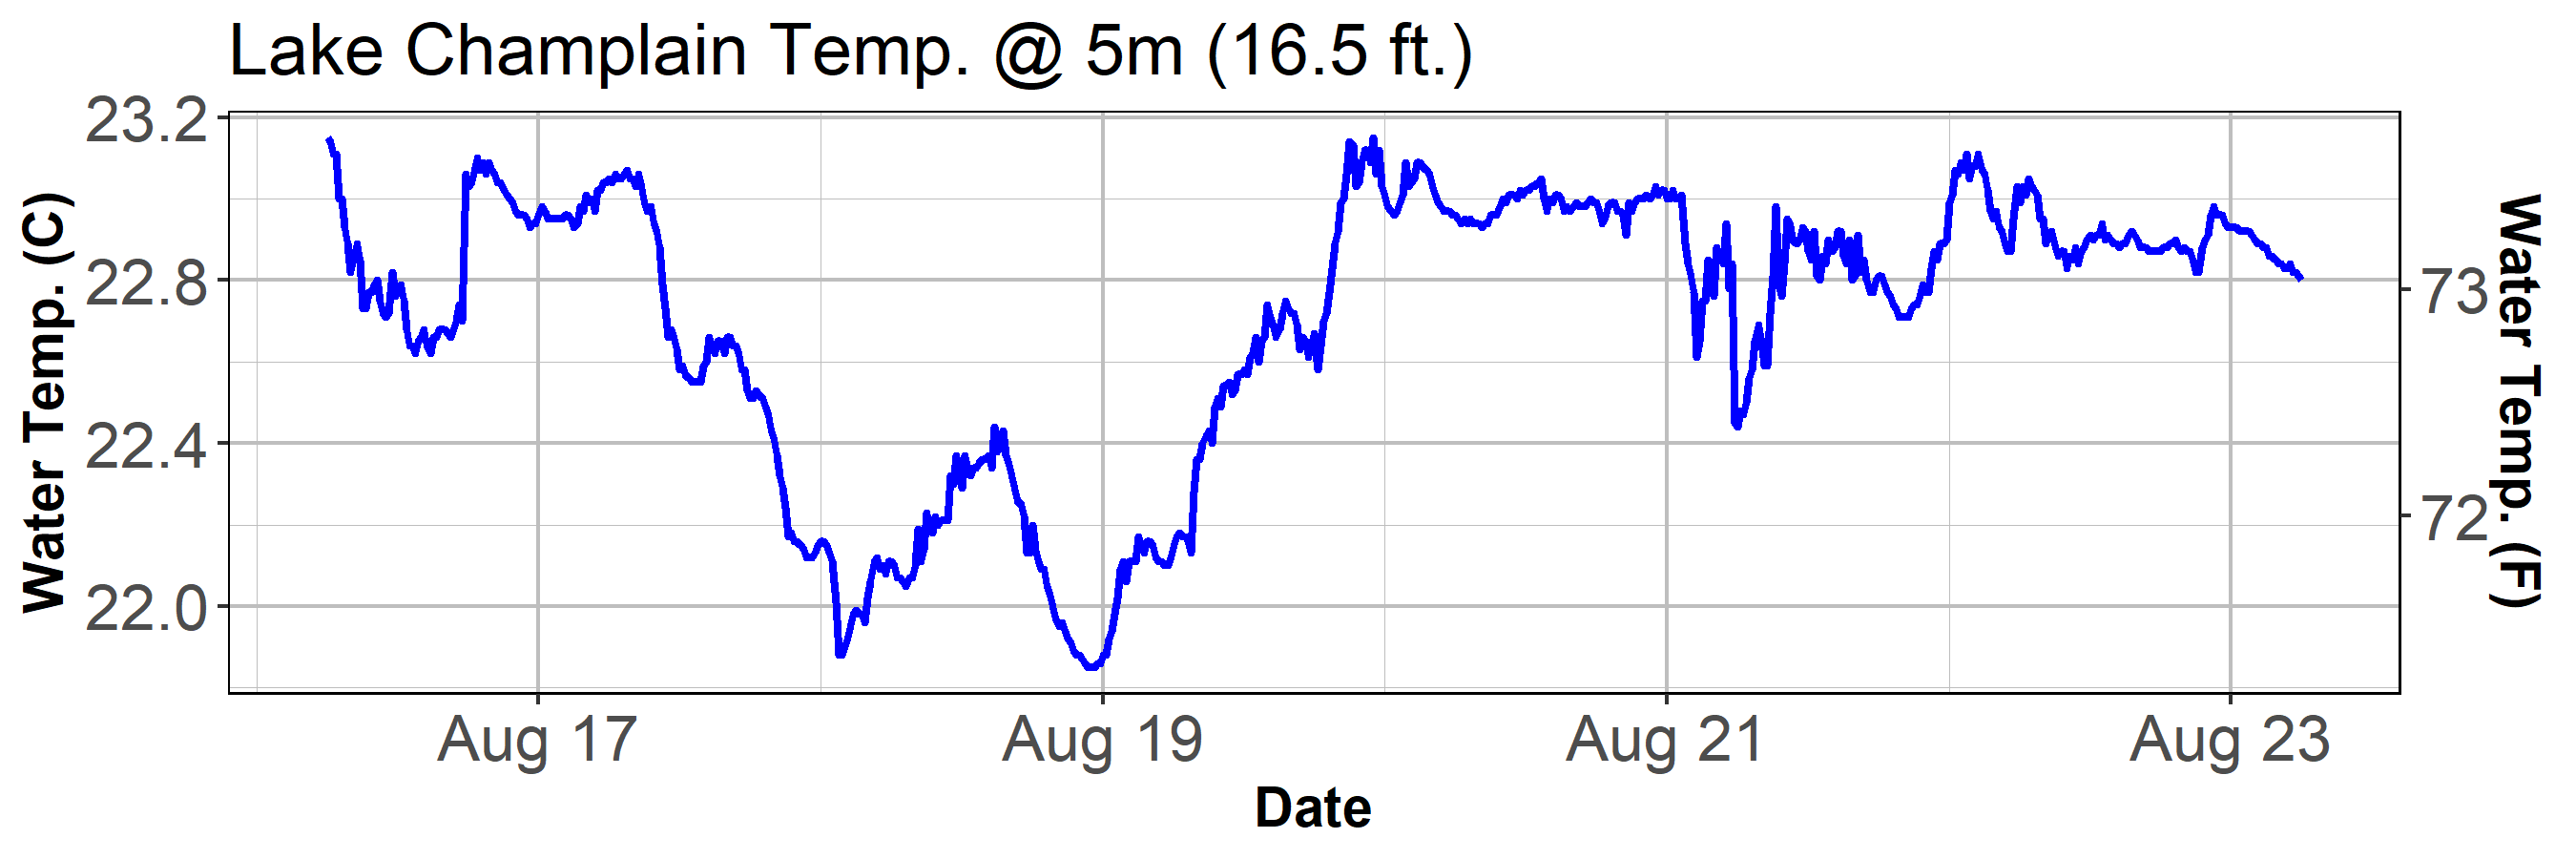 Lake Champlain Temp. @ 5m (16.5 ft.)
Water Temp. (C)
23.2
22.8
22.4
22.0
73
72
Water Temp. (F)
Aug 17 Aug 19 Aug 21 Aug 23
Date